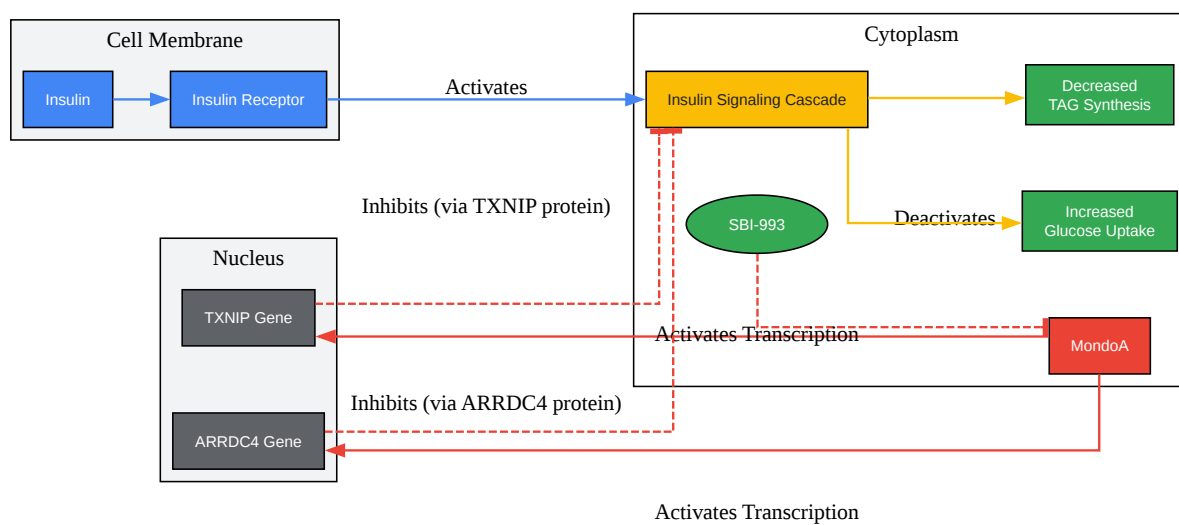 Cell Membrane
Insulin
Insulin Receptor
Activates
Cytoplasm
Insulin Signaling Cascade
Decreased
TAG Synthesis
Inhibits (via TXNIP protein)
SBI-993
Deactivates
Increased
Glucose Uptake
Nucleus
TXNIP Gene
Activates Transcription
MondoA
Inhibits (via ARRDC4 protein)
ARRDC4 Gene
Activates Transcription